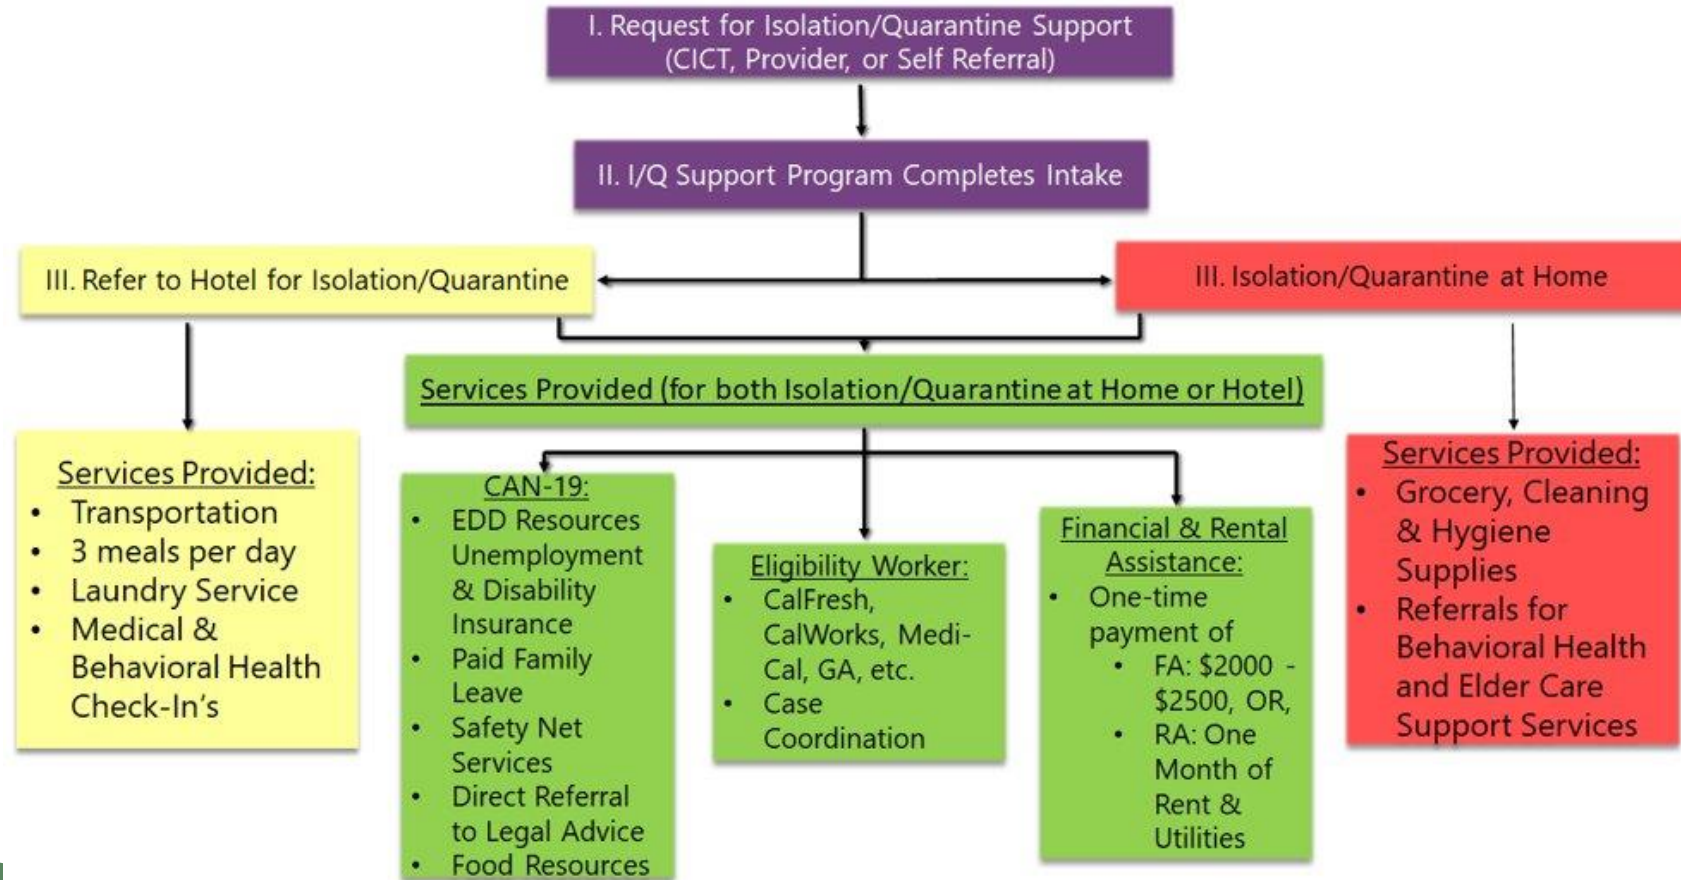 I. Request for Isolation/Quarantine Support
(CICT, Provider, or Self Referral)
II. I/Q Support Program Completes Intake
III. Refer to Hotel for Isolation/Quarantine
III. Isolation/Quarantine at Home
Services Provided (for both Isolation/Quarantine at Home or Hotel)
Services Provided:
• Transportation
• 3 meals per day
• Laundry Service
• Medical &
Behavioral Health
Check-In's
CAN-19:
• EDD Resources
Unemployment
& Disability
Insurance
• Paid Family
Leave
• Safety Net
Services
• Direct Referral
to Legal Advice
• Food Resources
Eligibility Worker:
• CalFresh,
CalWorks, Medi-
Cal, GA, etc.
• Case
Coordination
Financial & Rental
Assistance:
• One-time
payment of
• FA: $2000 -
$2500, OR,
• RA: One
Month of
Rent &
Utilities
Services Provided:
• Grocery, Cleaning
& Hygiene
Supplies
• Referrals for
Behavioral Health
and Elder Care
Support Services